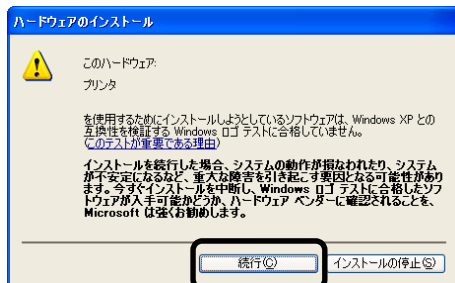 ハードウェアのインストール
このハードウェア:
プリンタ
を使用するためにインストールしようとしているソフトウェアは、Windows XP との
互換性を検証する Windows ロゴ テストに合格していません。
(このテストが重要である理由)
インストールを続行した場合、システムの動作が損なわれたり、システム
が不安定になるなど、重大な障害を引き起こす要因となる可能性があり
ます。今すぐインストールを中断し、Windows ロゴ テストに合格したソフ
トウェアが入手可能かどうか、ハードウェア ベンダーに確認されることを、
Microsoft は強くお勧めします。
続行(C)
インストールの停止(S)